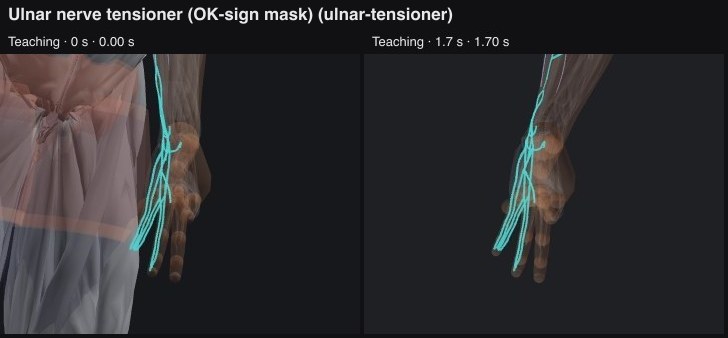 Ulnar nerve tensioner (OK-sign mask) (ulnar-tensioner)
Teaching · 0 s · 0.00 s
Teaching · 1.7 s · 1.70 s